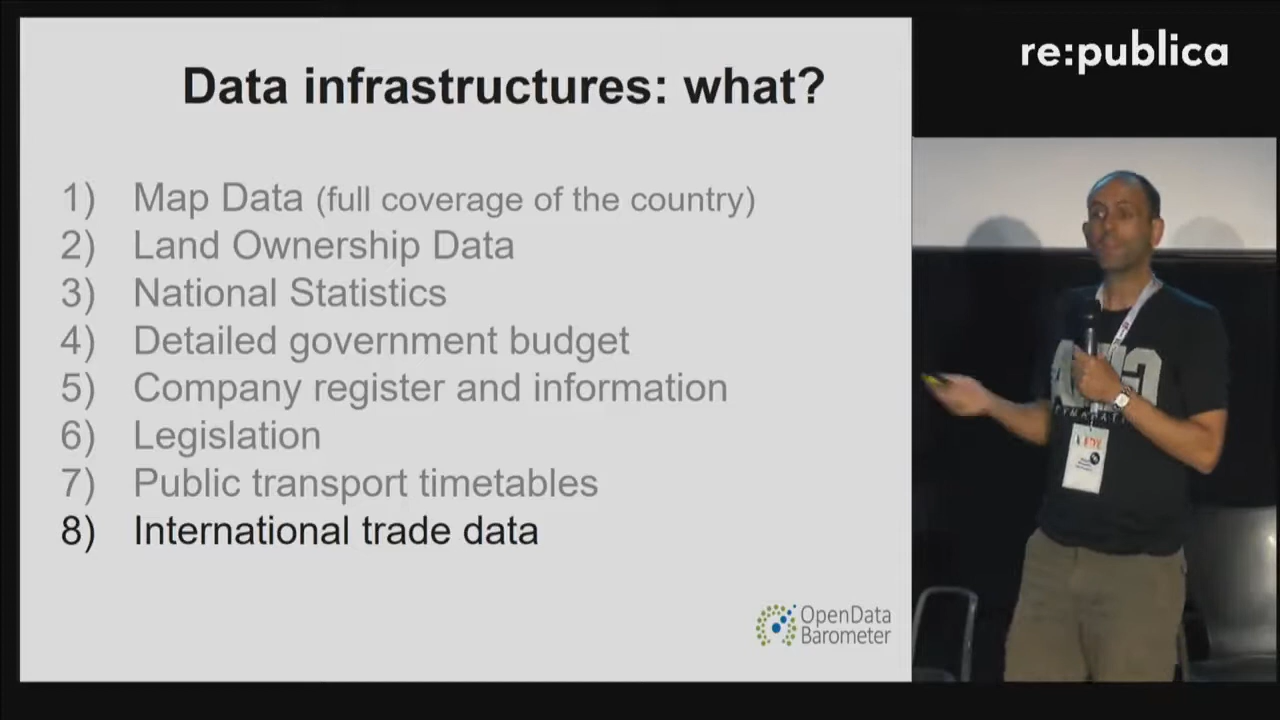 re:publica
Data infrastructures: what?
1) Map Data (full coverage of the country)
2) Land Ownership Data
3) National Statistics
4) Detailed government budget
5) Company register and information
6) Legislation
7) Public transport timetables
8) International trade data
OpenData
Barometer